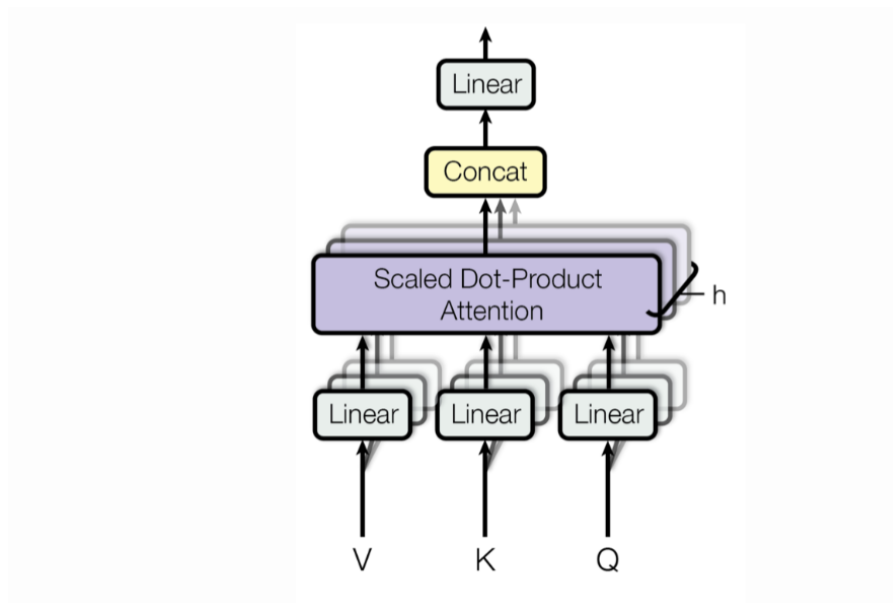 Linear
Concat
Scaled Dot-Product
Attention
h
Linear
Linear
Linear
V
K
Q